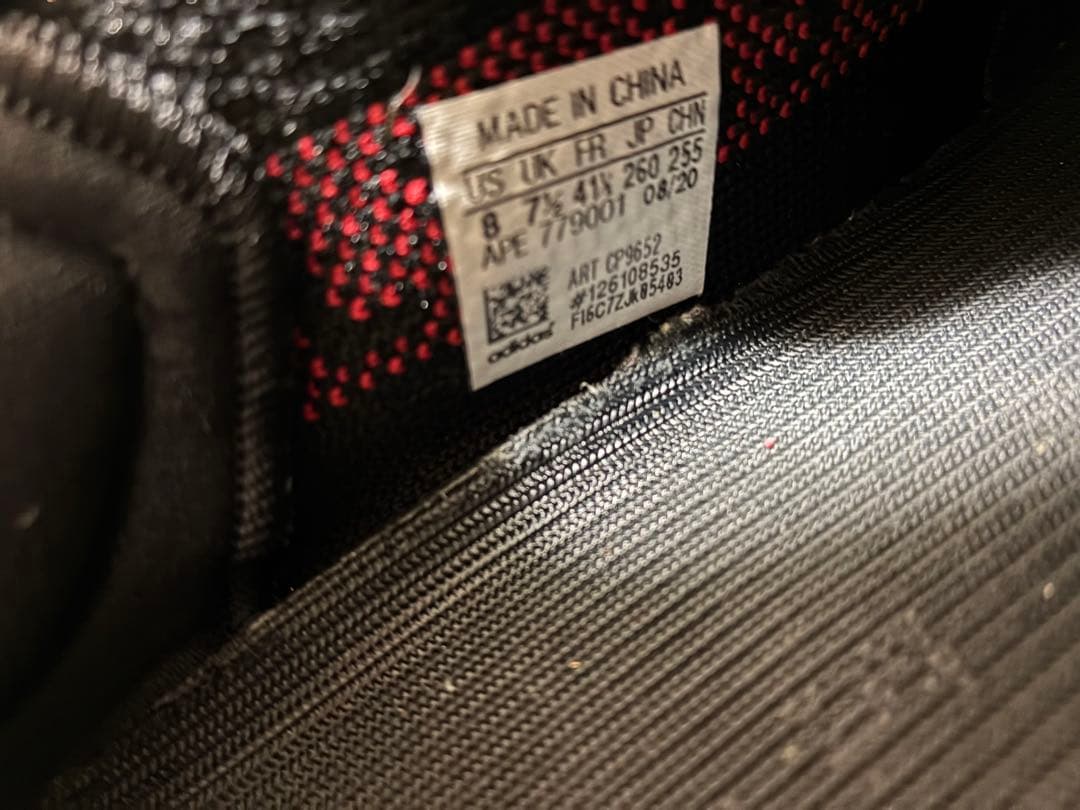 MADE IN CHINA
US UK FR JP CHN
8 7½ 41⅓ 260 255
APE 779001 08/20
ART CP9652
#126108535
F16C7ZJk05403
adidas